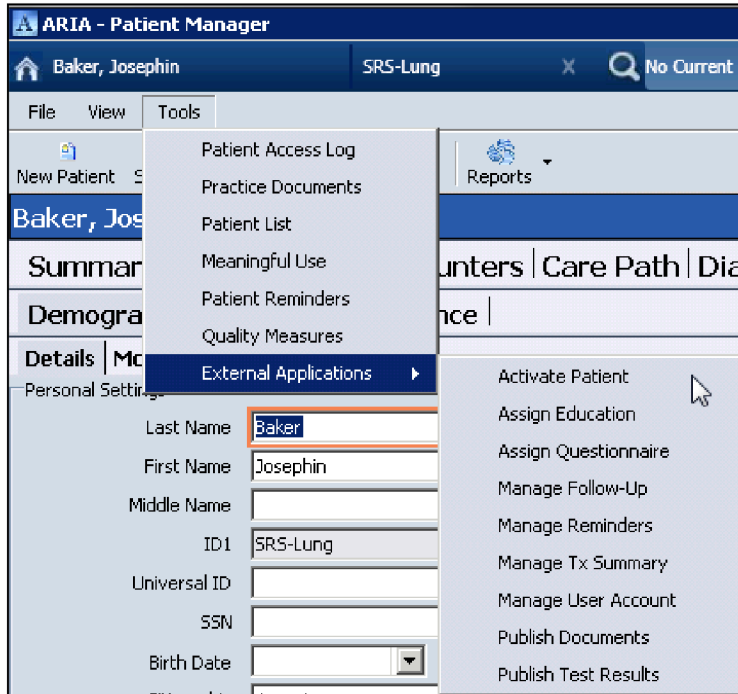 ARIA - Patient Manager
Baker, Josephin SRS-Lung X No Current
File View Tools
New Patient S Reports
Patient Access Log
Practice Documents
Patient List
Meaningful Use
Patient Reminders
Quality Measures
External Applications
Baker, Jos
Summar unters Care Path Dia
Demogra nce
Details Mo
Personal Settings
Last Name Baker
First Name Josephin
Middle Name
ID1 SRS-Lung
Universal ID
SSN
Birth Date
Activate Patient
Assign Education
Assign Questionnaire
Manage Follow-Up
Manage Reminders
Manage Tx Summary
Manage User Account
Publish Documents
Publish Test Results